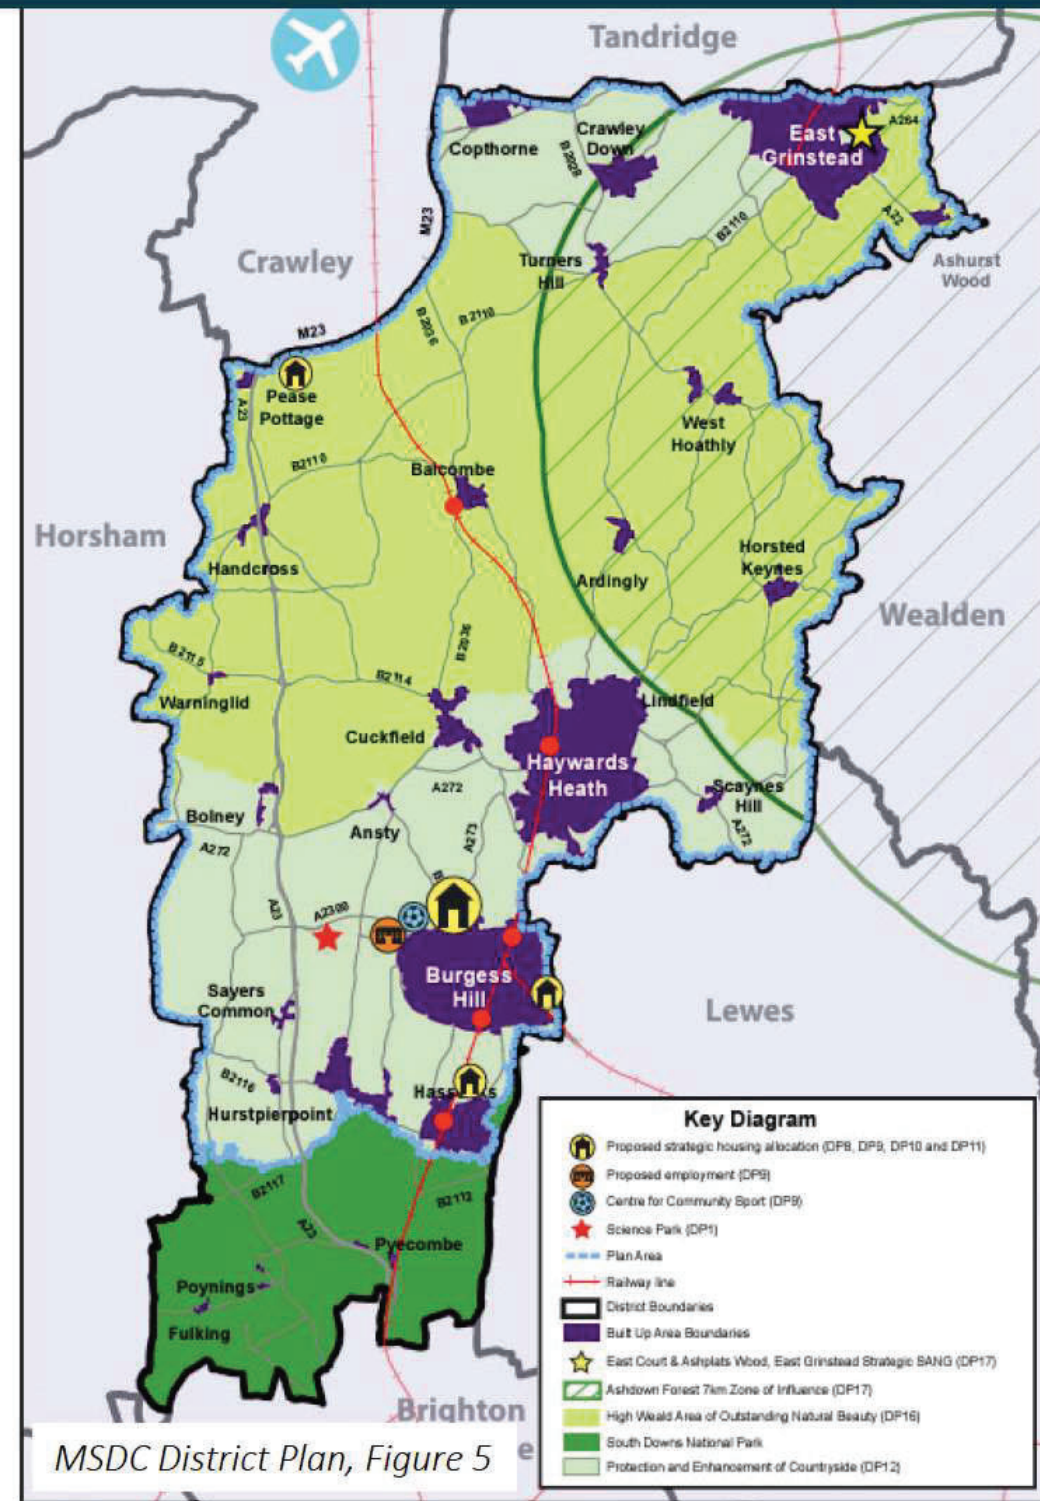 Tandridge
Crawley
Down
Copthorne
B2028
East
Grinstead
A264
M23
B2110
A22
Crawley
Turners
Hill
Ashurst
Wood
M23
B2036
B2110
Pease
Pottage
A23
West
Hoathly
B2110
Balcombe
Horsham
Handcross
Ardingly
Horsted
Keynes
Wealden
B2115
B2036
B2114
Warninglid
Lindfield
Cuckfield
Haywards
Heath
A272
Scaynes
Hill
Bolney
Ansty
A273
A272
A272
A23
A2300
Burgess
Hill
Sayers
Common
Lewes
B2116
Hurstpierpoint
B2117
B2112
A23
Pyecombe
Poynings
Fulking
Brighton
MSDC District Plan, Figure 5
Key Diagram
Proposed strategic housing allocation (DP8, DP9, DP10 and DP11)
Proposed employment (DP9)
Centre for Community Sport (DP9)
Science Park (DP1)
Plan Area
Railway line
District Boundaries
Built Up Area Boundaries
East Court & Ashplats Wood, East Grinstead Strategic SANG (DP17)
Ashdown Forest 7km Zone of Influence (DP17)
High Weald Area of Outstanding Natural Beauty (DP16)
South Downs National Park
Protection and Enhancement of Countryside (DP12)